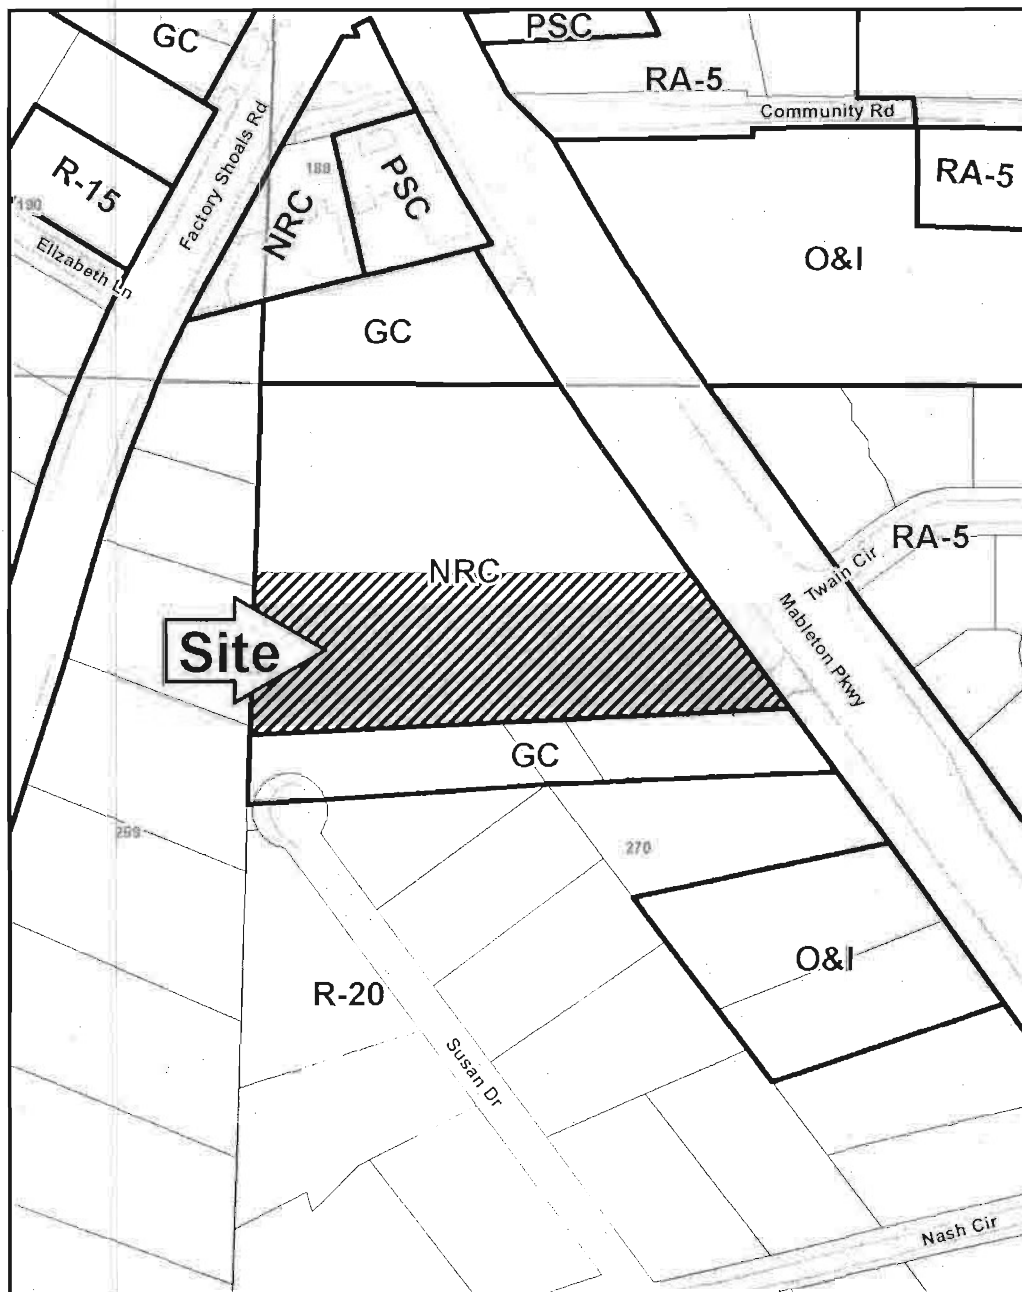 GC
PSC
RA-5
Community Rd
Factory Shoals Rd
R-15
188
PSC
RA-5
190
NRC
Elizabeth Ln
O&I
GC
NRC
RA-5
Twain Cir
Site
Mableton Pkwy
GC
269
270
O&I
R-20
Susan Dr
Nash Cir